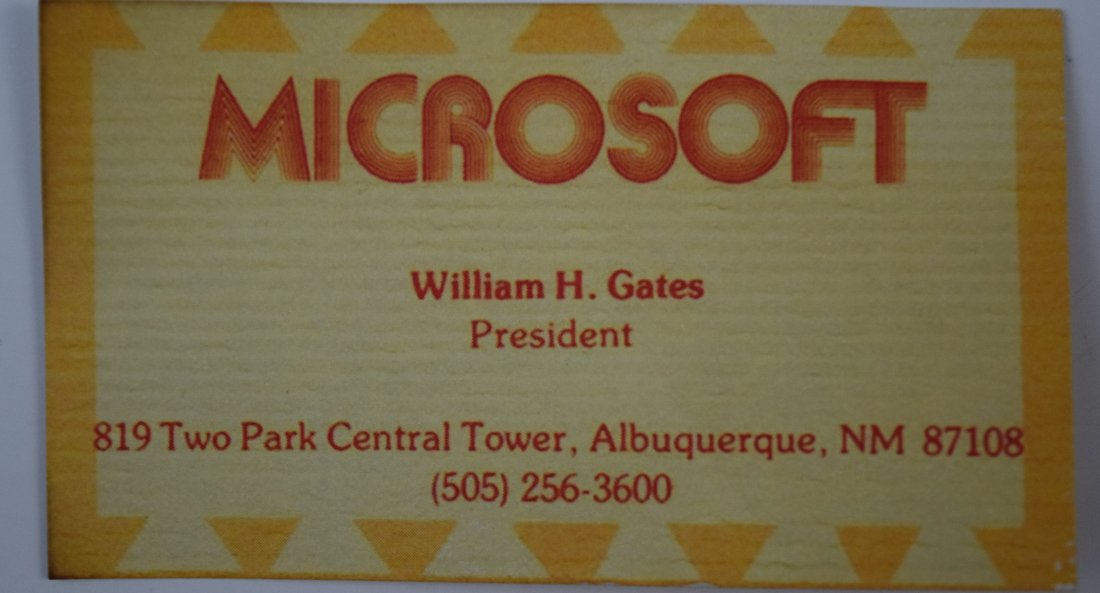 MICROSOFT
William H. Gates
President
819 Two Park Central Tower, Albuquerque, NM 87108
(505) 256-3600